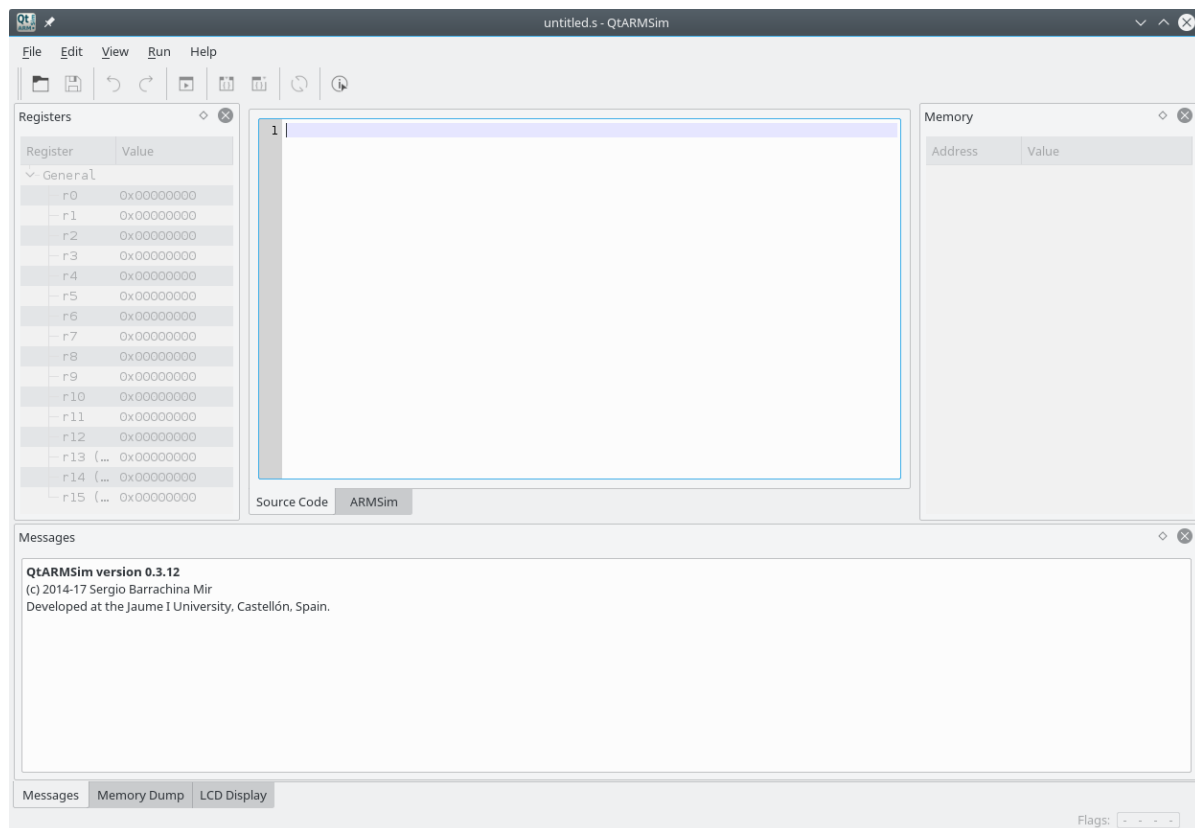 untitled.s - QtARMSim
File Edit View Run Help
Registers
Register Value
General
r0 0x00000000
r1 0x00000000
r2 0x00000000
r3 0x00000000
r4 0x00000000
r5 0x00000000
r6 0x00000000
r7 0x00000000
r8 0x00000000
r9 0x00000000
r10 0x00000000
r11 0x00000000
r12 0x00000000
r13 (... 0x00000000
r14 (... 0x00000000
r15 (... 0x00000000
1
Source Code ARMSim
Memory
Address Value
Messages
QtARMSim version 0.3.12
(c) 2014-17 Sergio Barrachina Mir
Developed at the Jaume I University, Castellón, Spain.
Messages Memory Dump LCD Display
Flags: - - - -